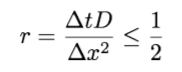 r = ΔtD / Δx² ≤ 1/2